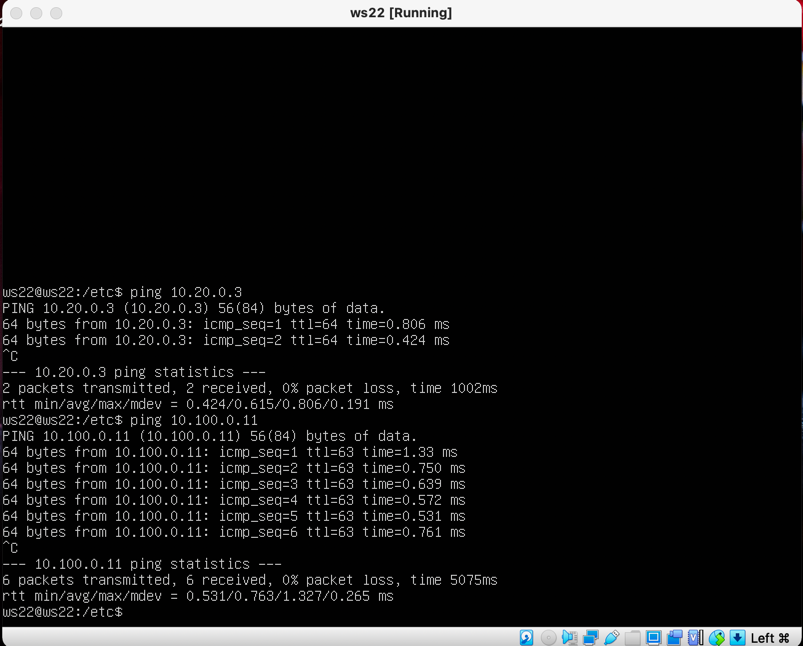 ws22 [Running]
ws22@ws22:/etc$ ping 10.20.0.3
PING 10.20.0.3 (10.20.0.3) 56(84) bytes of data.
64 bytes from 10.20.0.3: icmp_seq=1 ttl=64 time=0.806 ms
64 bytes from 10.20.0.3: icmp_seq=2 ttl=64 time=0.424 ms
^C
--- 10.20.0.3 ping statistics ---
2 packets transmitted, 2 received, 0% packet loss, time 1002ms
rtt min/avg/max/mdev = 0.424/0.615/0.806/0.191 ms
ws22@ws22:/etc$ ping 10.100.0.11
PING 10.100.0.11 (10.100.0.11) 56(84) bytes of data.
64 bytes from 10.100.0.11: icmp_seq=1 ttl=63 time=1.33 ms
64 bytes from 10.100.0.11: icmp_seq=2 ttl=63 time=0.750 ms
64 bytes from 10.100.0.11: icmp_seq=3 ttl=63 time=0.639 ms
64 bytes from 10.100.0.11: icmp_seq=4 ttl=63 time=0.572 ms
64 bytes from 10.100.0.11: icmp_seq=5 ttl=63 time=0.531 ms
64 bytes from 10.100.0.11: icmp_seq=6 ttl=63 time=0.761 ms
^C
--- 10.100.0.11 ping statistics ---
6 packets transmitted, 6 received, 0% packet loss, time 5075ms
rtt min/avg/max/mdev = 0.531/0.763/1.327/0.265 ms
ws22@ws22:/etc$
Left ⌘